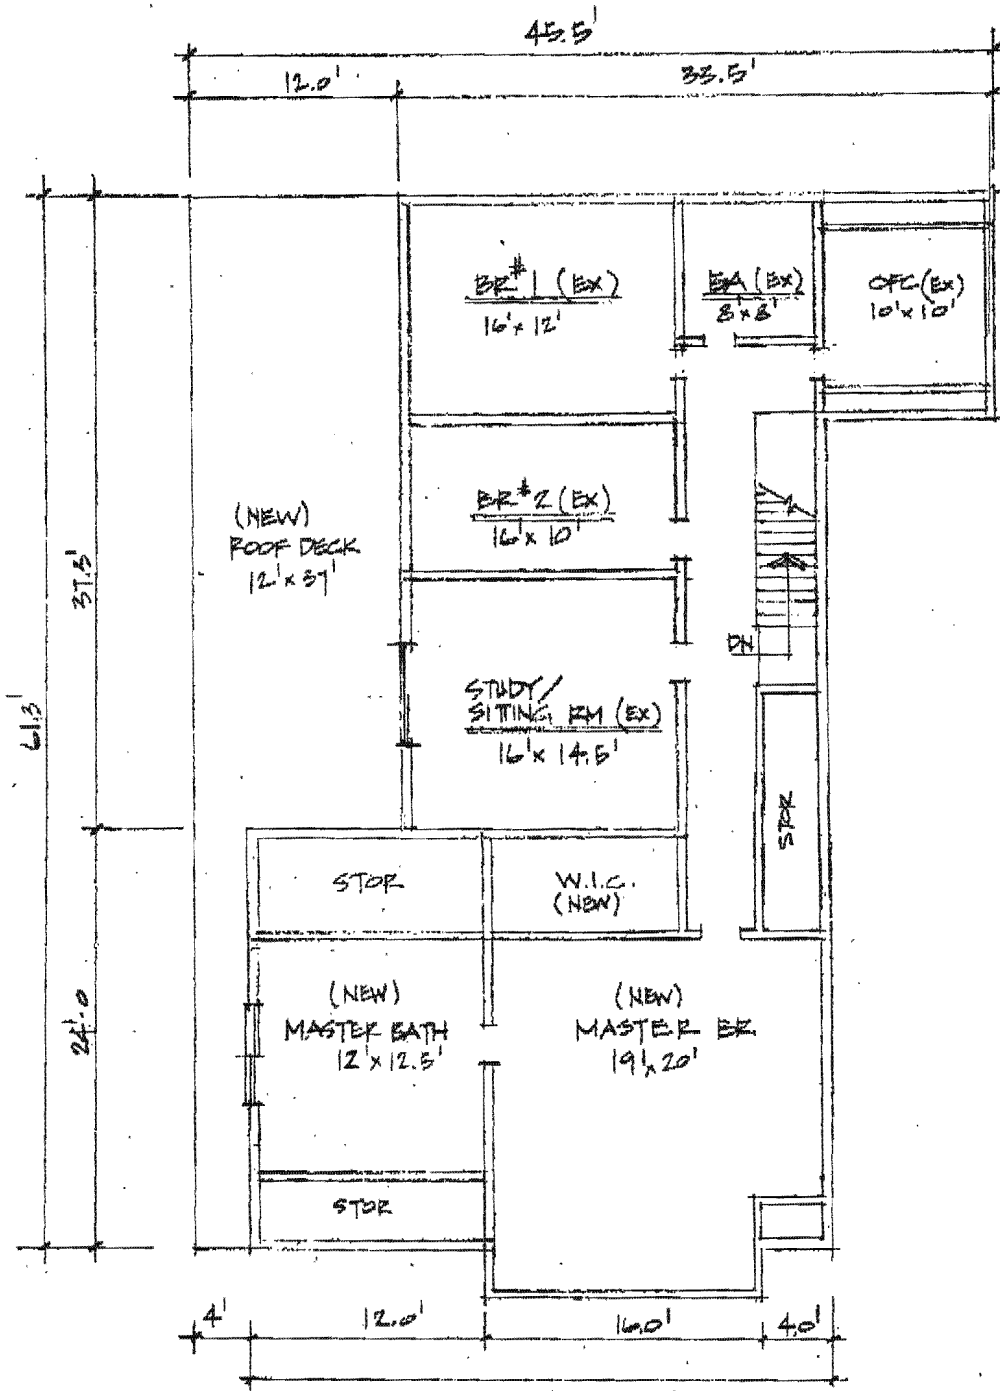 45.5'
12.0'
33.5'
BR #1 (EX)
16' x 12'
BA (EX)
8' x 8'
OFC (EX)
10' x 10'
BR #2 (EX)
16' x 10'
(NEW)
ROOF DECK
12' x 37'
37.3'
61.3'
DN
STUDY/
SITTING RM (EX)
16' x 14.5'
STOR
STOR
W.I.C.
(NEW)
24'-0
(NEW)
MASTER BATH
12' x 12.5'
(NEW)
MASTER BR
19' x 20'
STOR
4'
12.0'
16.0'
4.0'